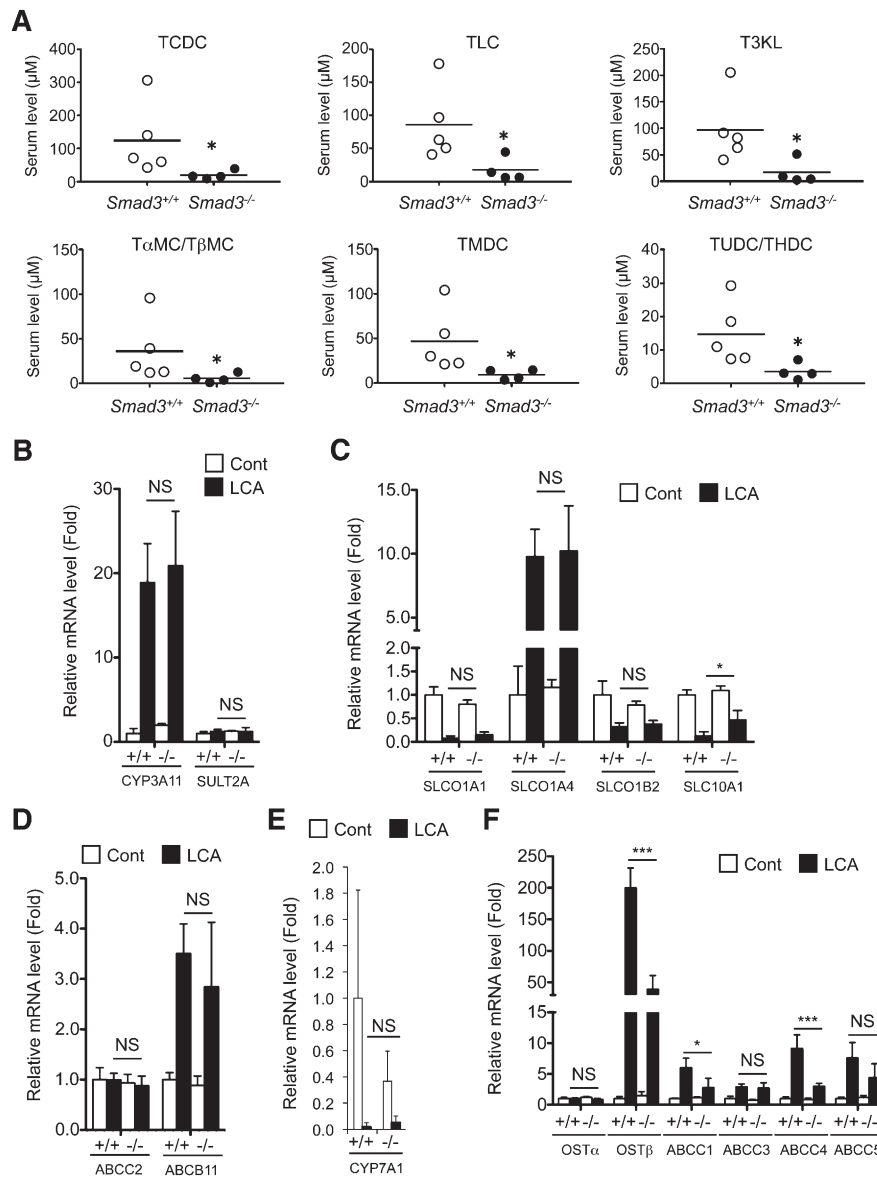 A
TCDC
TLC
T3KL
Serum level (μM)
400
300
200
100
0
Smad3+/+ Smad3-/-
*
Serum level (μM)
200
150
100
50
0
Smad3+/+ Smad3-/-
*
Serum level (μM)
250
200
150
100
50
0
Smad3+/+ Smad3-/-
*
TαMC/TβMC
TMDC
TUDC/THDC
Serum level (μM)
150
100
50
0
Smad3+/+ Smad3-/-
*
Serum level (μM)
150
100
50
0
Smad3+/+ Smad3-/-
*
Serum level (μM)
40
30
20
10
0
Smad3+/+ Smad3-/-
*
B
Cont
LCA
Relative mRNA level (Fold)
30
20
10
0
NS
NS
+/+ -/- +/+ -/-
CYP3A11 SULT2A
C
Cont LCA
Relative mRNA level (Fold)
15.0
10.0
5.0
2.0
1.5
1.0
0.5
0.0
NS
NS
NS
*
+/+ -/- +/+ -/- +/+ -/- +/+ -/-
SLCO1A1 SLCO1A4 SLCO1B2 SLC10A1
D
Cont LCA
Relative mRNA level (Fold)
5.0
4.0
3.0
2.0
1.0
0.0
NS
NS
+/+ -/- +/+ -/-
ABCC2 ABCB11
E
Cont LCA
Relative mRNA level (Fold)
2.0
1.8
1.6
1.4
1.2
1.0
0.8
0.6
0.4
0.2
0.0
NS
+/+ -/-
CYP7A1
F
Cont LCA
Relative mRNA level (Fold)
250
200
150
100
50
15
10
5
0
NS
***
*
NS
***
NS
+/+ -/- +/+ -/- +/+ -/- +/+ -/- +/+ -/- +/+ -/-
OSTα OSTβ ABCC1 ABCC3 ABCC4 ABCC5